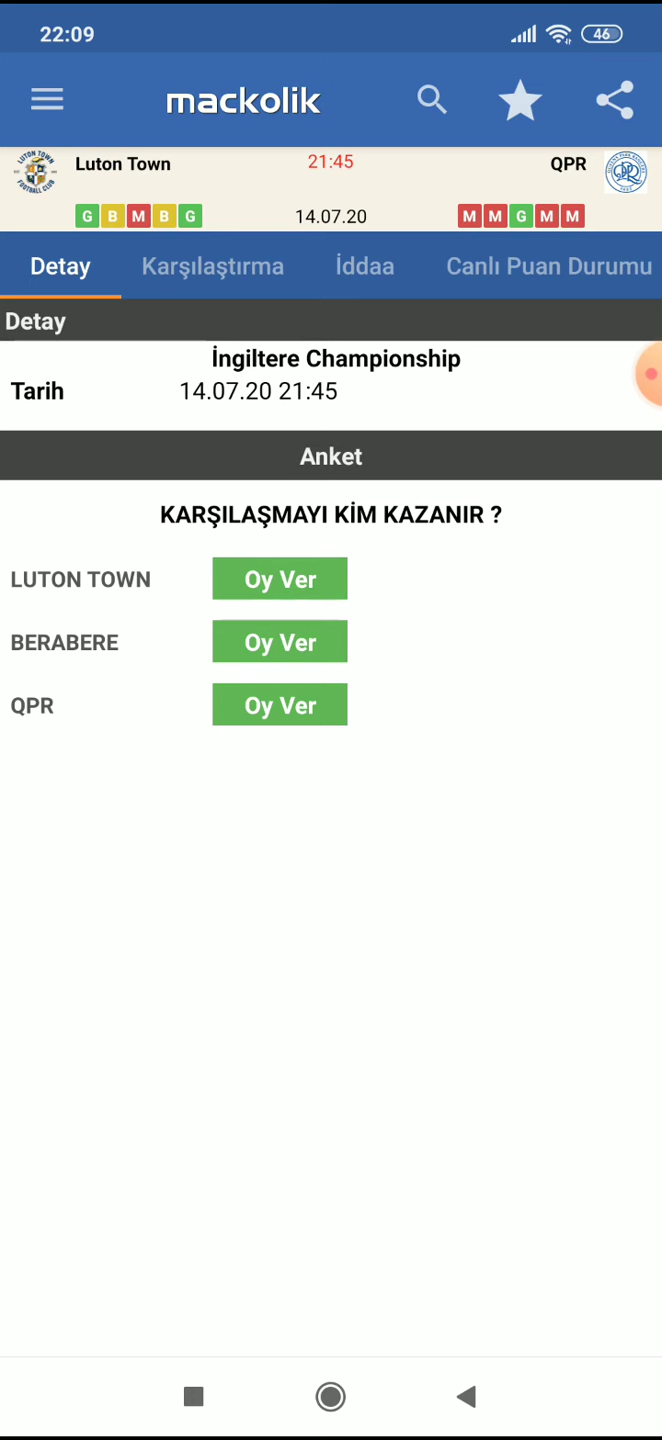 22:09
46
mackolik
Luton Town 21:45 QPR
G B M B G 14.07.20 M M G M M
Detay Karşılaştırma İddaa Canlı Puan Durumu
Detay
İngiltere Championship
Tarih 14.07.20 21:45
Anket
KARŞILAŞMAYI KİM KAZANIR ?
LUTON TOWN Oy Ver
BERABERE Oy Ver
QPR Oy Ver